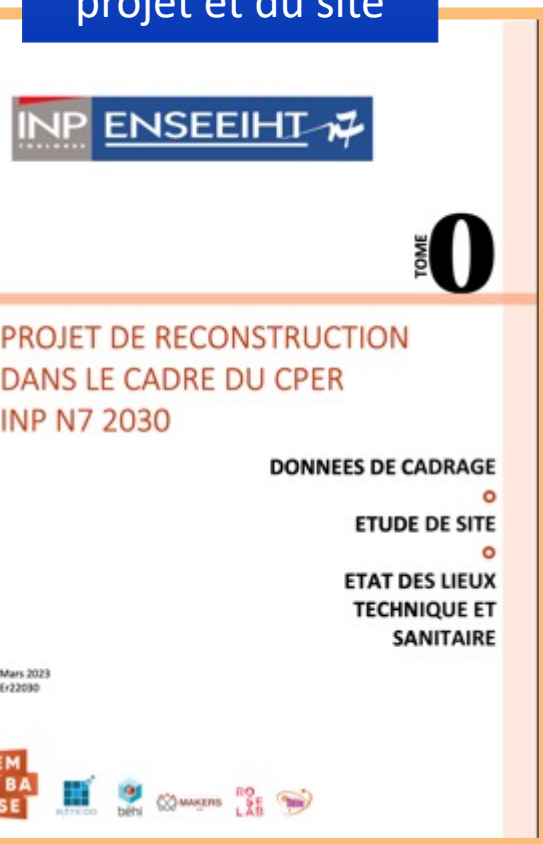 projet et du site
INP ENSEEIHT
TOULOUSE
TOME
0
PROJET DE RECONSTRUCTION
DANS LE CADRE DU CPER
INP N7 2030
DONNEES DE CADRAGE
ETUDE DE SITE
ETAT DES LIEUX
TECHNIQUE ET
SANITAIRE
Mars 2023
Er22030
EM
BA
SE
béhi
MAKERS
RO
SE
LAB